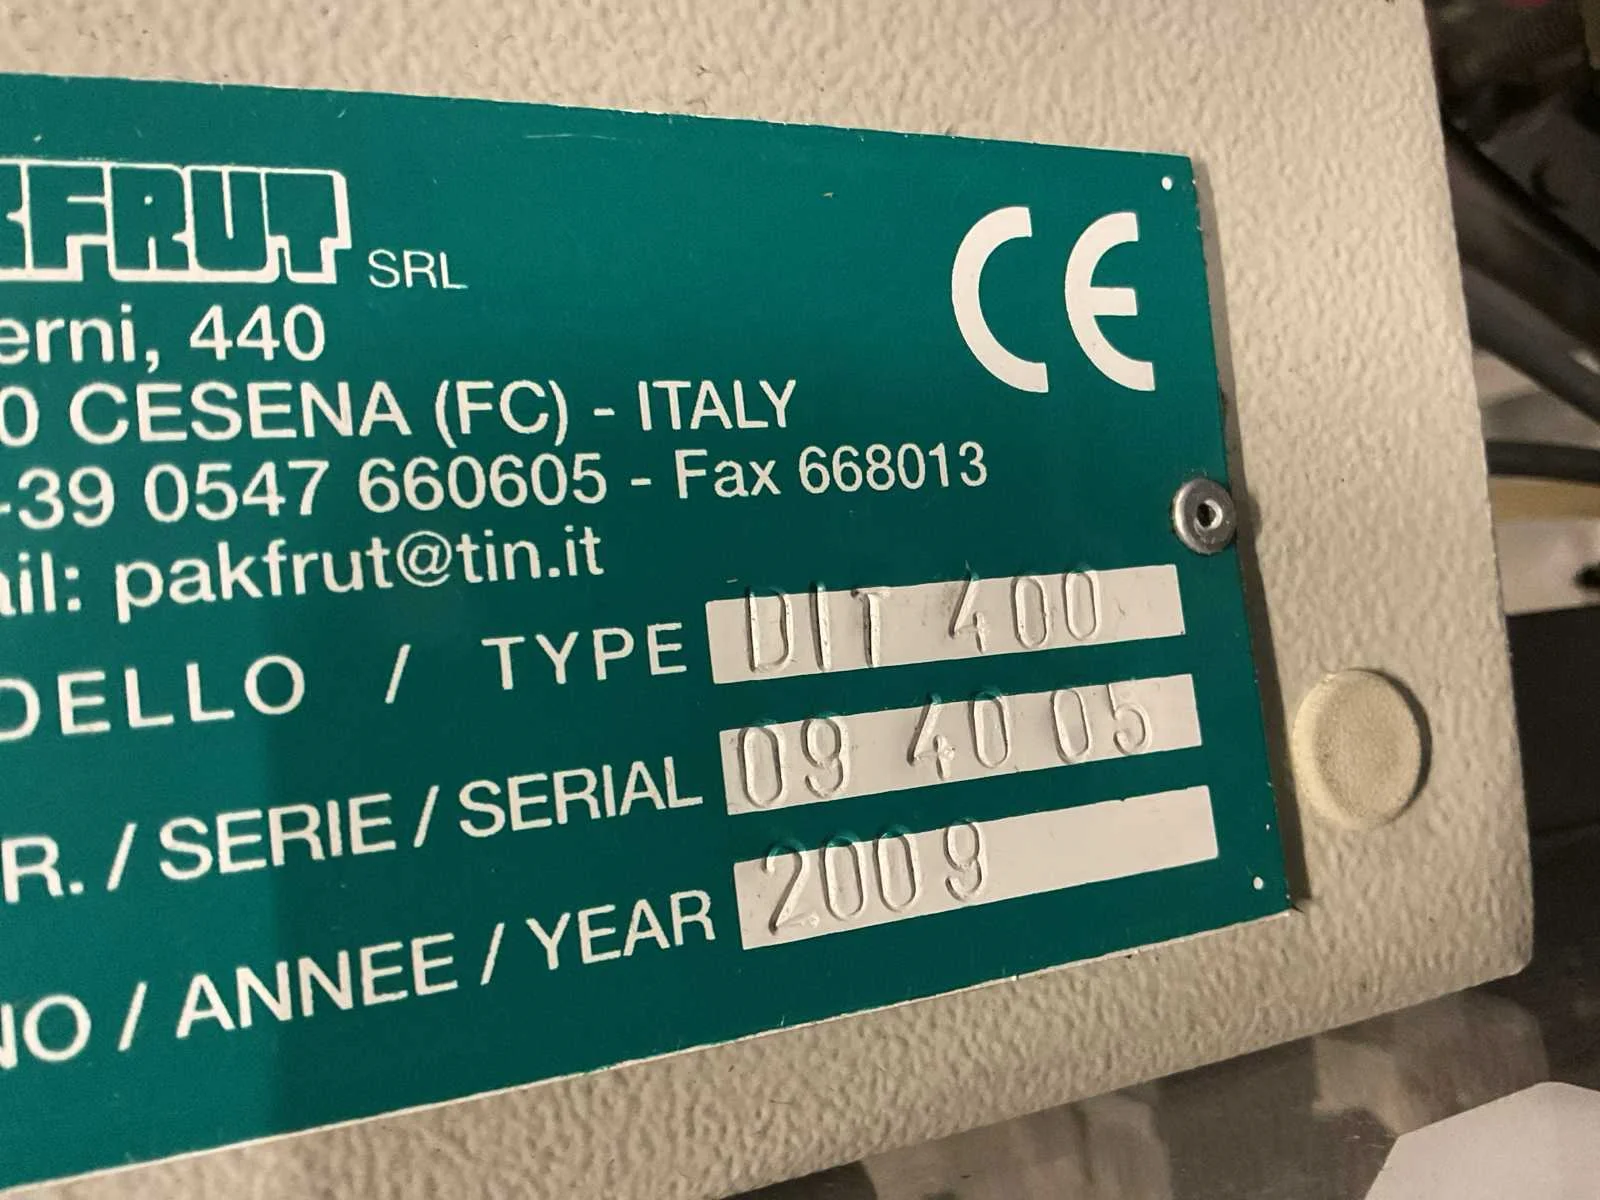 KFRUT SRL
erni, 440
0 CESENA (FC) - ITALY
39 0547 660605 - Fax 668013
ail: pakfrut@tin.it
DELLO / TYPE DIT 400
R. / SERIE / SERIAL 09 40 05
NO / ANNEE / YEAR 2009
CE